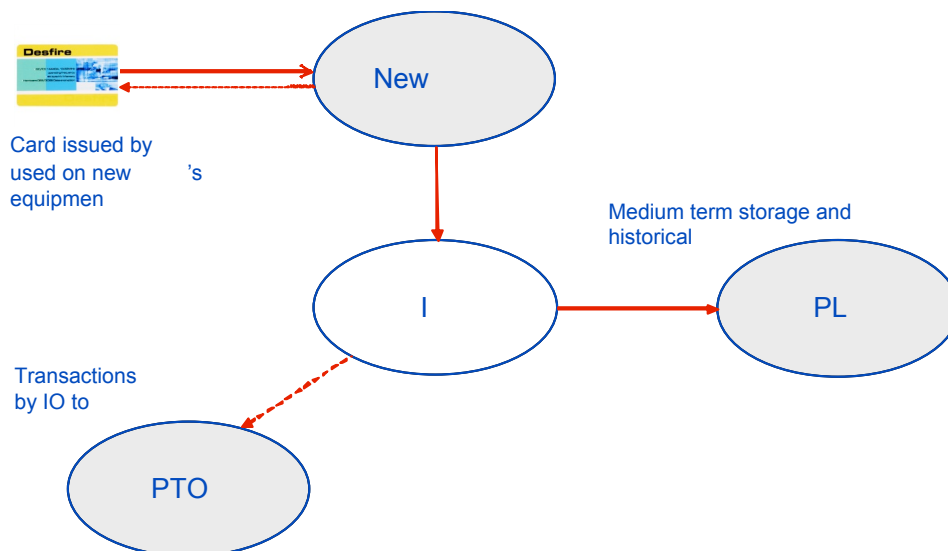 Desfire
New
Card issued by
used on new 's
equipmen
Medium term storage and
historical
I
PL
Transactions
by IO to
PTO